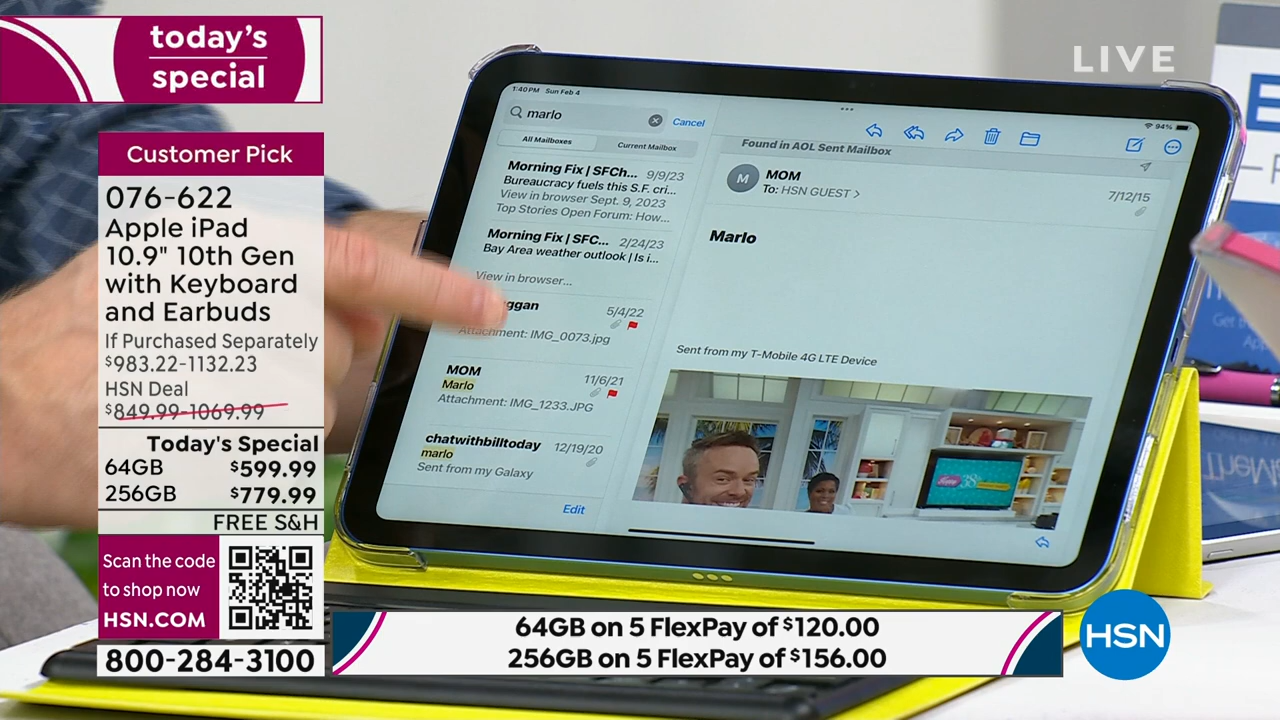 today's
special
LIVE
Customer Pick
076-622
Apple iPad
10.9" 10th Gen
with Keyboard
and Earbuds
If Purchased Separately
$983.22-1132.23
HSN Deal
$849.99-1069.99
Today's Special
64GB $599.99
256GB $779.99
FREE S&H
Scan the code
to shop now
HSN.COM
800-284-3100
1:40PM Sun Feb 4
94%
marlo
Cancel
All Mailboxes
Current Mailbox
Morning Fix | SFCh... 9/9/23
Bureaucracy fuels this S.F. cri...
View in browser Sept. 9, 2023
Top Stories Open Forum: How...
Morning Fix | SFC... 2/24/23
Bay Area weather outlook | Is i...
View in browser...
ggan 5/4/22
Attachment: IMG_0073.jpg
MOM 11/6/21
Marlo
Attachment: IMG_1233.JPG
chatwithbilltoday 12/19/20
marlo
Sent from my Galaxy
Edit
Found in AOL Sent Mailbox
M
MOM
To: HSN GUEST >
7/12/15
Marlo
Sent from my T-Mobile 4G LTE Device
38
64GB on 5 FlexPay of $120.00
256GB on 5 FlexPay of $156.00
HSN